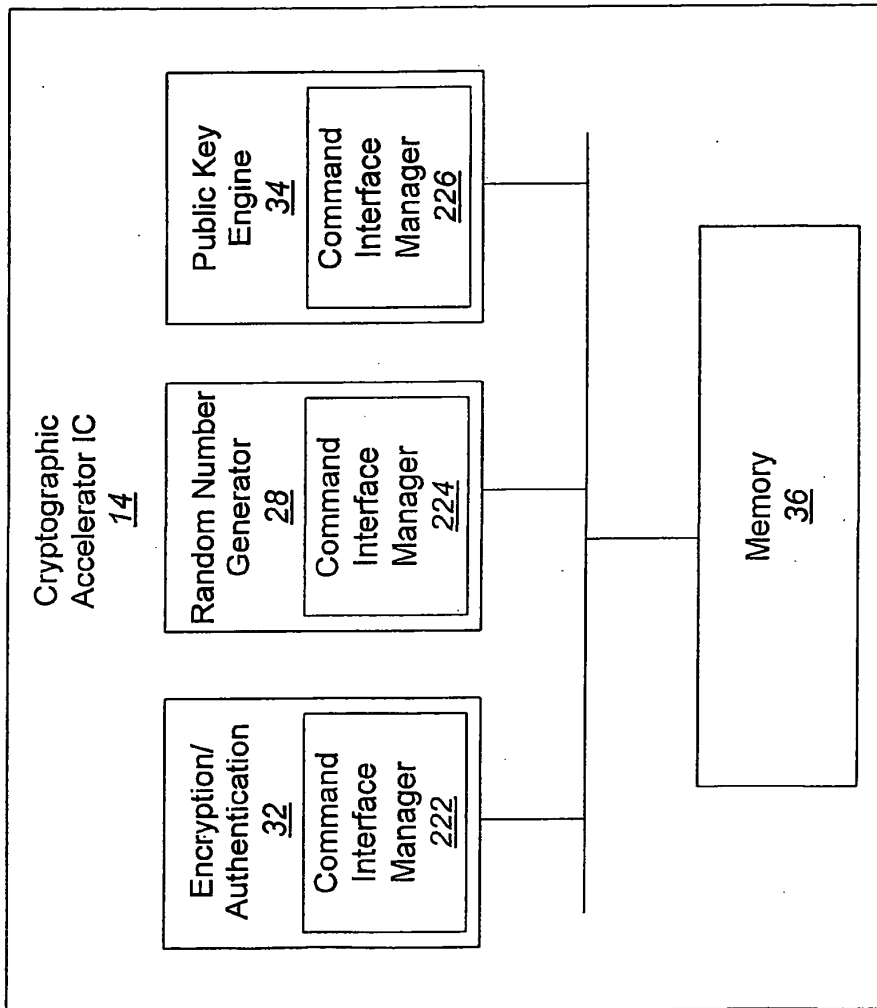 Cryptographic
Accelerator IC
14
Encryption/
Authentication
32
Command
Interface
Manager
222
Random Number
Generator
28
Command
Interface
Manager
224
Public Key
Engine
34
Command
Interface
Manager
226
Memory
36